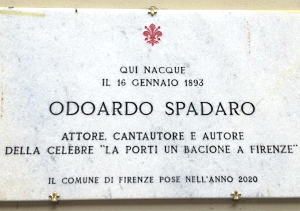 QUI NACQUE
IL 16 GENNAIO 1893
ODOARDO SPADARO
ATTORE, CANTAUTORE E AUTORE
DELLA CELÈBRE "LA PORTI UN BACIONE A FIRENZE"
IL COMUNE DI FIRENZE POSE NELL'ANNO 2020